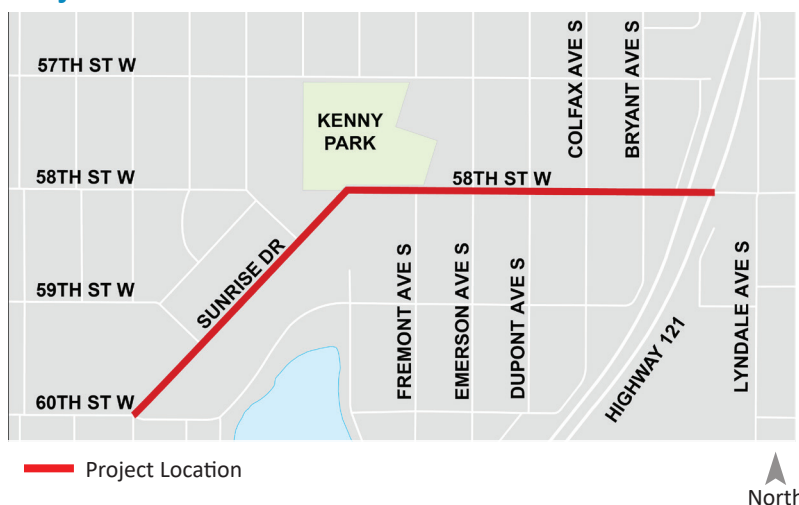 57TH ST W
KENNY
PARK
COLFAX AVE S
BRYANT AVE S
58TH ST W
58TH ST W
SUNRISE DR
59TH ST W
FREMONT AVE S
EMERSON AVE S
DUPONT AVE S
HIGHWAY 121
LYNDALE AVE S
60TH ST W
Project Location
North